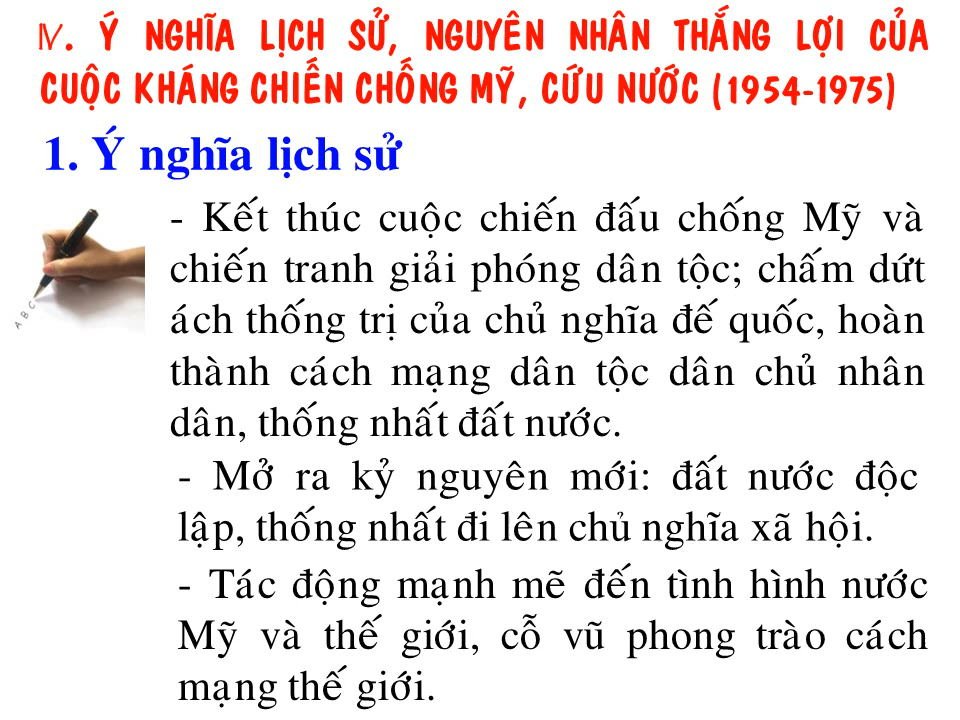 IV. Ý NGHĨA LỊCH SỬ, NGUYÊN NHÂN THẮNG LỢI CỦA
CUỘC KHÁNG CHIẾN CHỐNG MỸ, CỨU NƯỚC (1954-1975)
1. Ý nghĩa lịch sử
- Kết thúc cuộc chiến đấu chống Mỹ và
chiến tranh giải phóng dân tộc; chấm dứt
ách thống trị của chủ nghĩa đế quốc, hoàn
thành cách mạng dân tộc dân chủ nhân
dân, thống nhất đất nước.
- Mở ra kỷ nguyên mới: đất nước độc
lập, thống nhất đi lên chủ nghĩa xã hội.
- Tác động mạnh mẽ đến tình hình nước
Mỹ và thế giới, cỗ vũ phong trào cách
mạng thế giới.
A B C